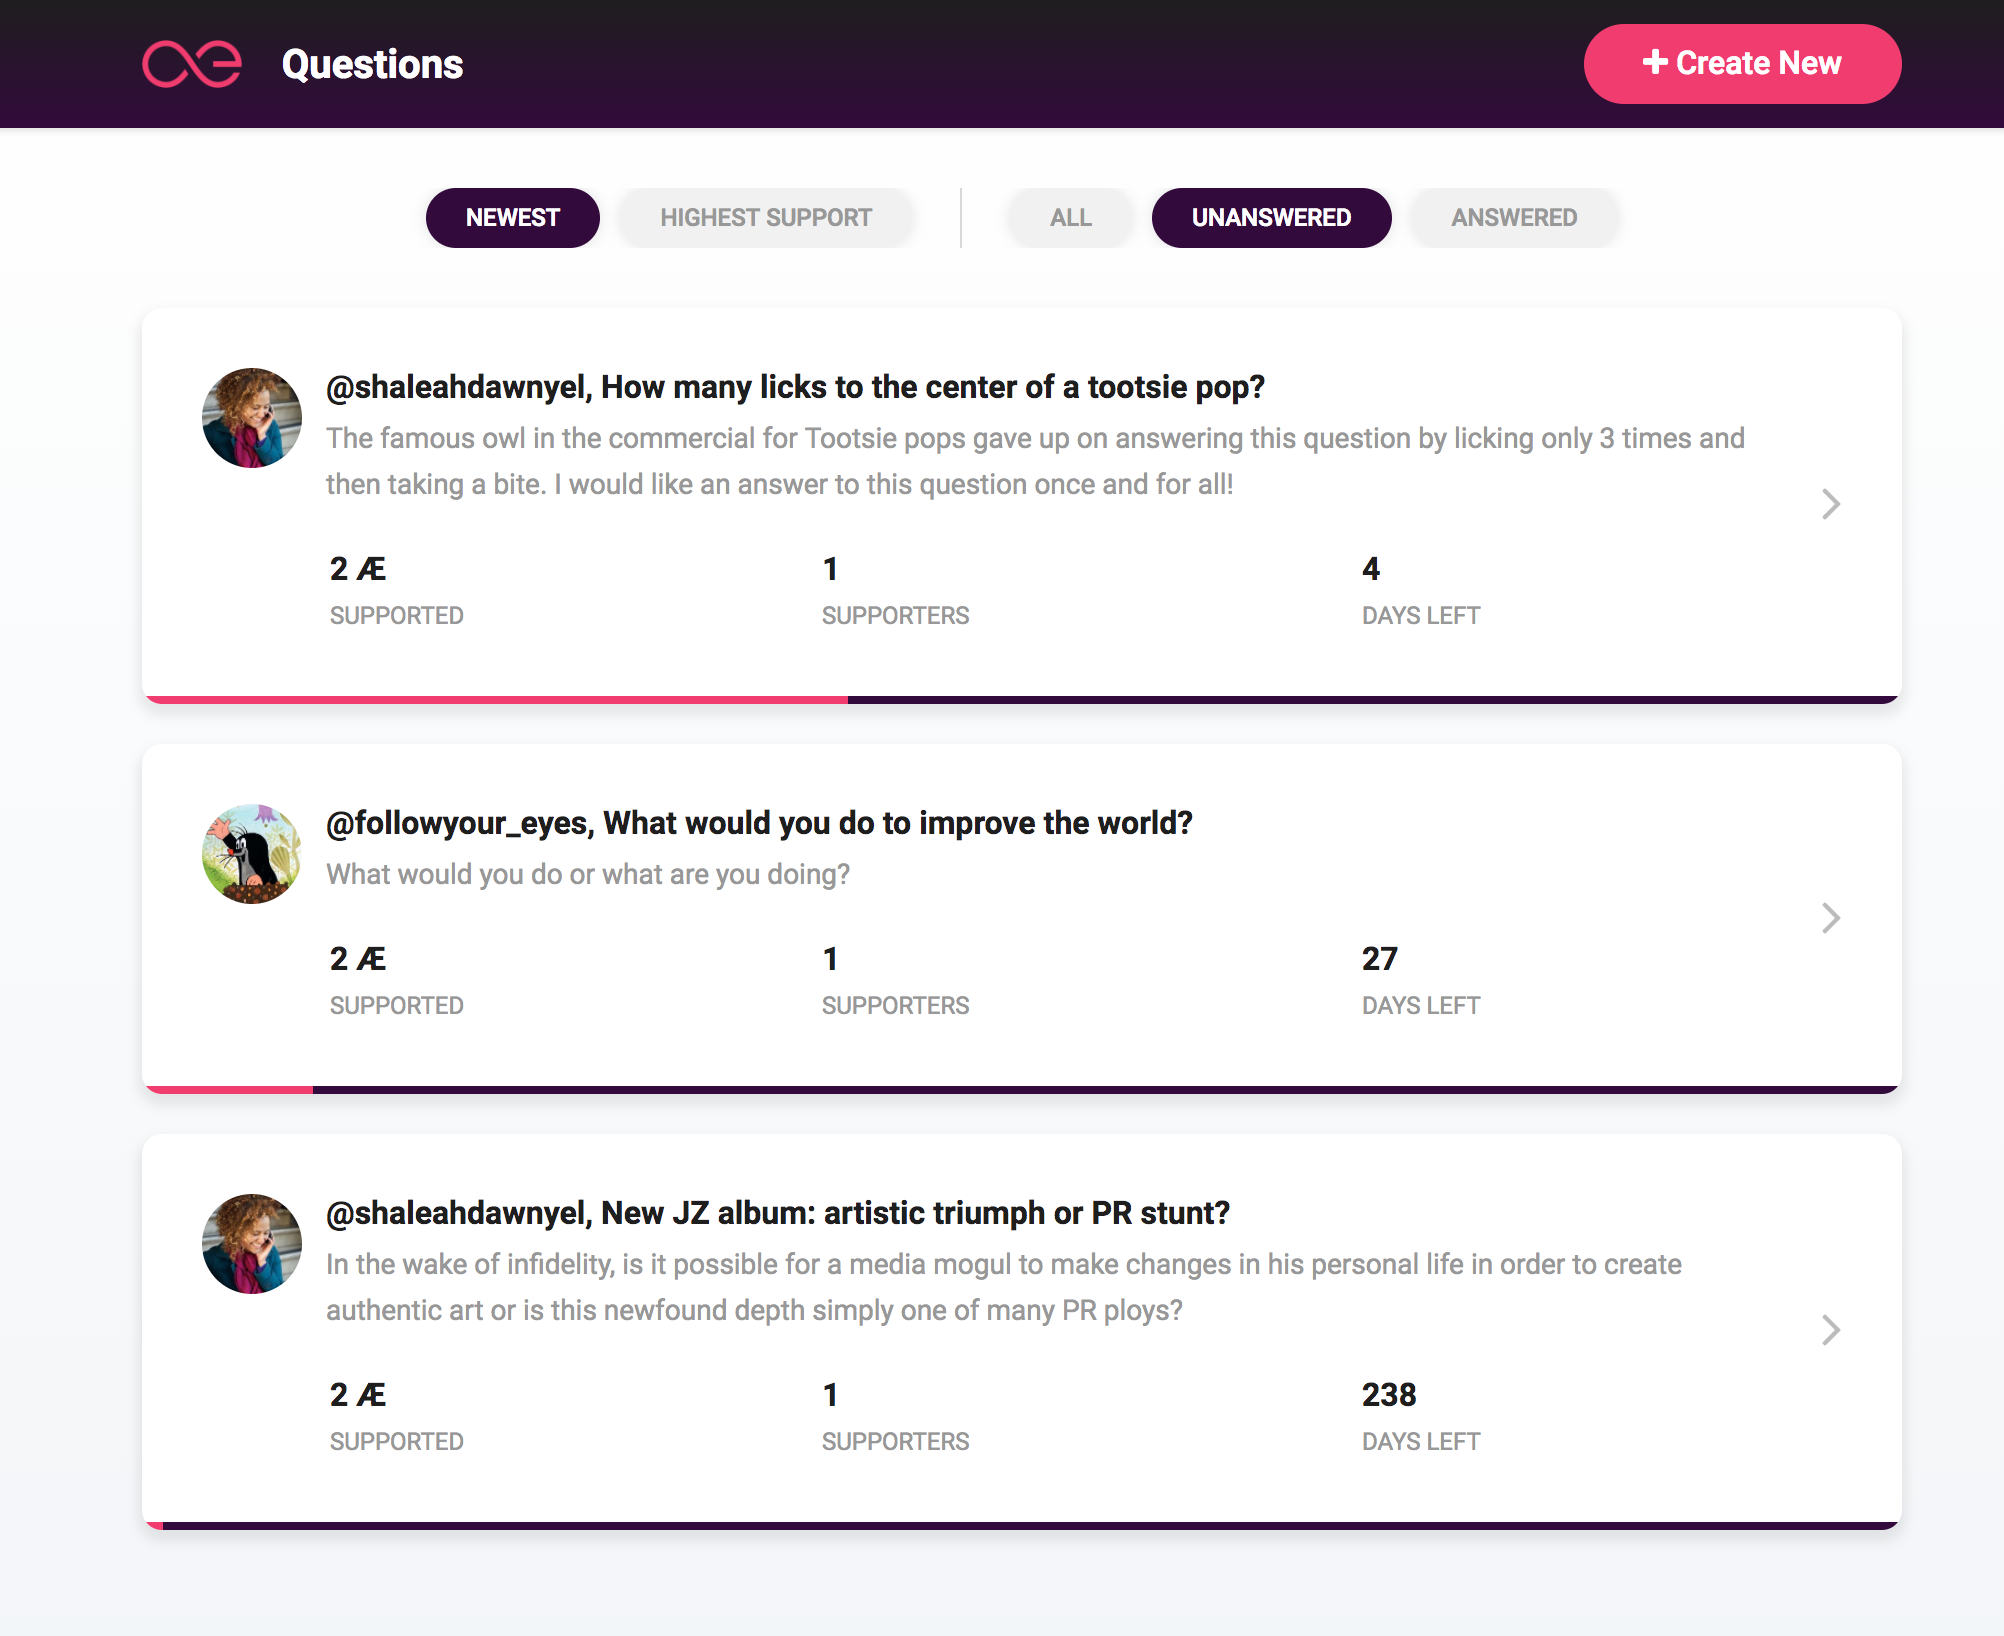 Questions
+ Create New
NEWEST
HIGHEST SUPPORT
ALL
UNANSWERED
ANSWERED
@shaleahdawnyel, How many licks to the center of a tootsie pop?
The famous owl in the commercial for Tootsie pops gave up on answering this question by licking only 3 times and
then taking a bite. I would like an answer to this question once and for all!
2 Æ
SUPPORTED
1
SUPPORTERS
4
DAYS LEFT
@followyour_eyes, What would you do to improve the world?
What would you do or what are you doing?
2 Æ
SUPPORTED
1
SUPPORTERS
27
DAYS LEFT
@shaleahdawnyel, New JZ album: artistic triumph or PR stunt?
In the wake of infidelity, is it possible for a media mogul to make changes in his personal life in order to create
authentic art or is this newfound depth simply one of many PR ploys?
2 Æ
SUPPORTED
1
SUPPORTERS
238
DAYS LEFT